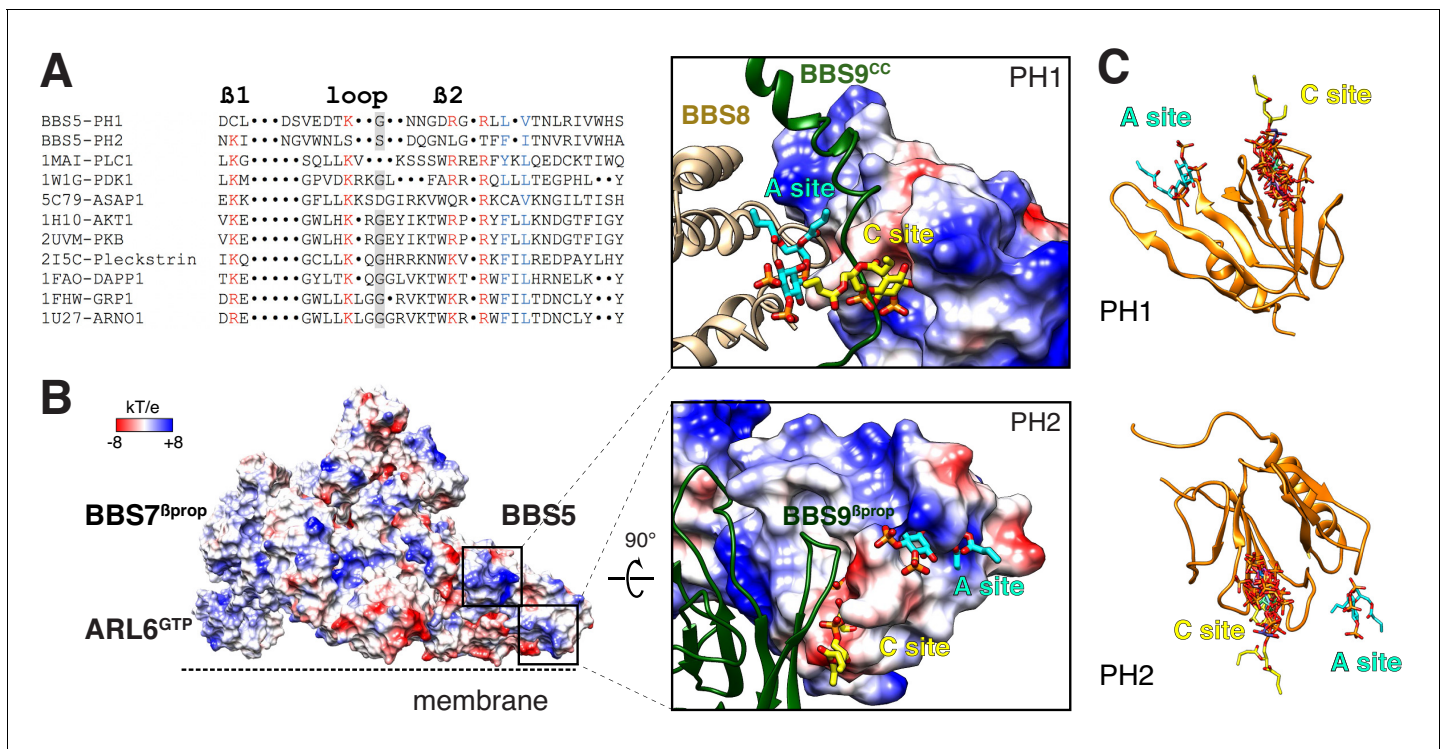 A
ß1 loop ß2
BBS5-PH1 DCL•••••DSVEDTK••G••NNGDRG•RLL•VTNLRIVWHS
BBS5-PH2 NKI•••••NGVWNLS••S••DQGNLG•TFF•ITNVRIVWHA
1MAI-PLC1 LKG•••••SQLLKV•••KSSSWRRERFYKLQEDCKTIWQ
1W1G-PDK1 LKM•••••GPVDKRKGL••FARR•RQLLLTEGPHL••Y
5C79-ASAP1 EKK•••••GFLLKKSDGIRKVWQR•RKCAVKNGILTISH
1H10-AKT1 VKE•••••GWLHK•RGEYIKTWRP•RYFLLKNDGTFIGY
2UVM-PKB VKE•••••GWLHK•RGEYIKTWRP•RYFLLKNDGTFIGY
2I5C-Pleckstrin IKQ•••••GCLLK•QGHRRKNWKV•RKFILREDPAYLHY
1FAO-DAPP1 TKE•••••GYLTK•QGGLVKTWKT•RWFTLHRNELK••Y
1FHW-GRP1 DRE•••••GWLLKLGG•RVKTWKR•RWFILTDNCLY••Y
1U27-ARNO1 DRE•••••GWLLKLGGGRVKTWKR•RWFILTDNCLY••Y
B
kT/e
-8 +8
BBS7ßprop
BBS5
ARL6GTP
membrane
90°
BBS9CC
PH1
BBS8
A site
C site
PH2
BBS9ßprop
A site
C site
C
C site
A site
PH1
C site
A site
PH2